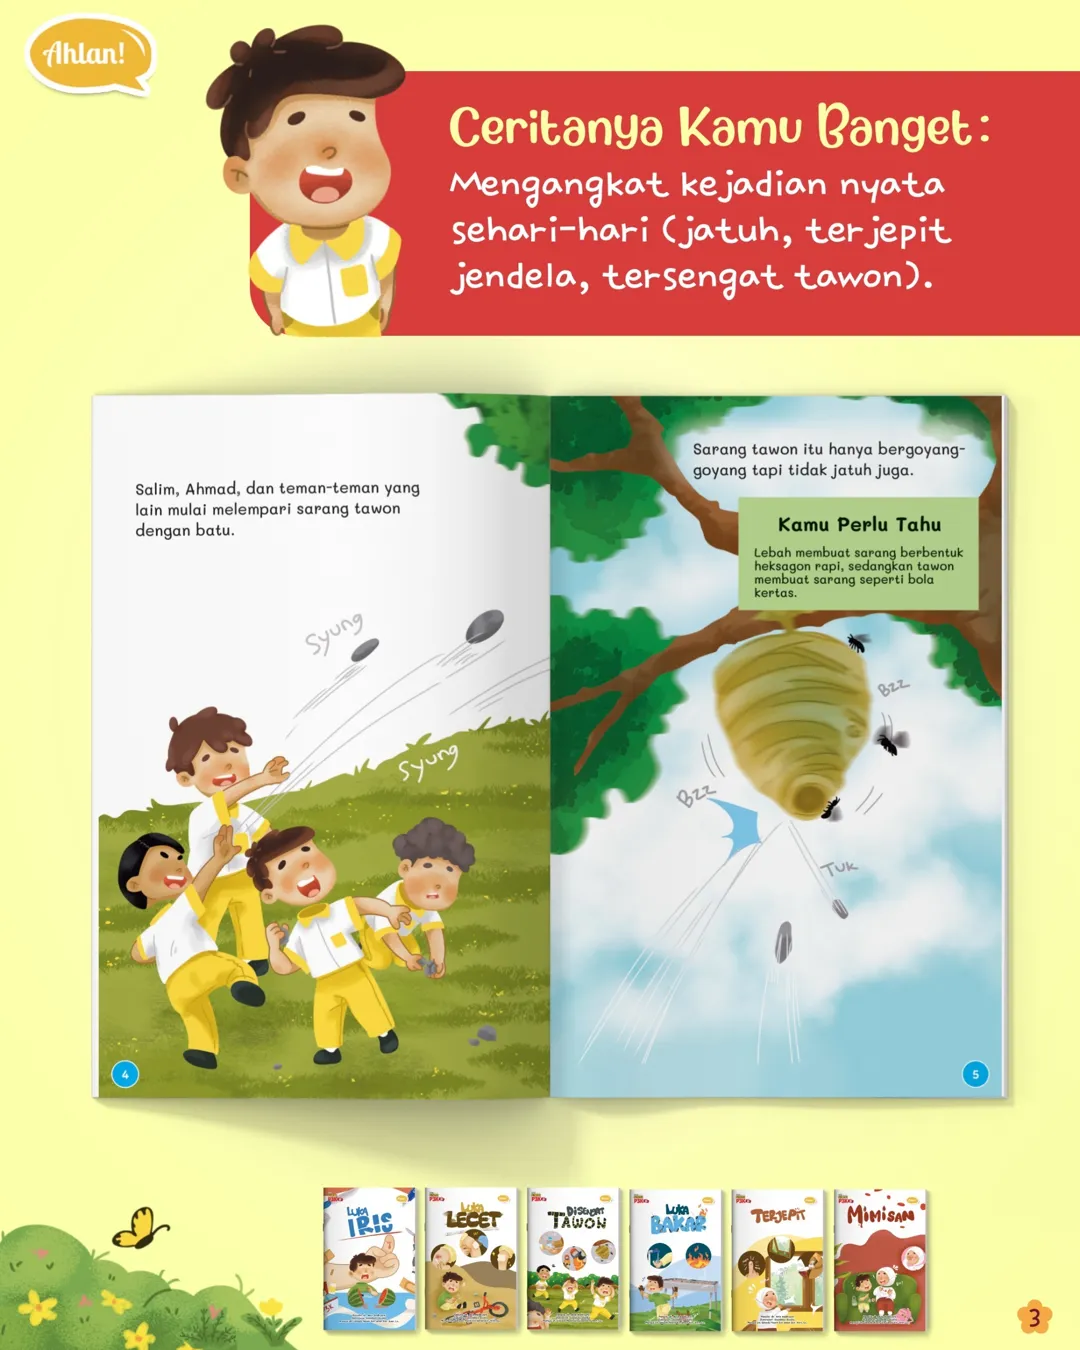 Ahlan!
Ceritanya Kamu Banget:
Mengangkat kejadian nyata
sehari-hari (jatuh, terjepit
jendela, tersengat tawon).
Salim, Ahmad, dan teman-teman yang
lain mulai melempari sarang tawon
dengan batu.
Syung
Syung
4
Sarang tawon itu hanya bergoyang-
goyang tapi tidak jatuh juga.
Kamu Perlu Tahu
Lebah membuat sarang berbentuk
heksagon rapi, sedangkan tawon
membuat sarang seperti bola
kertas.
Bzz
Bzz
Tuk
5
Luka
IRIS
Luka
LECET
DISENGAT
TAWON
LUKA
BAKAR
TERJEPIT
MIMISAN
3